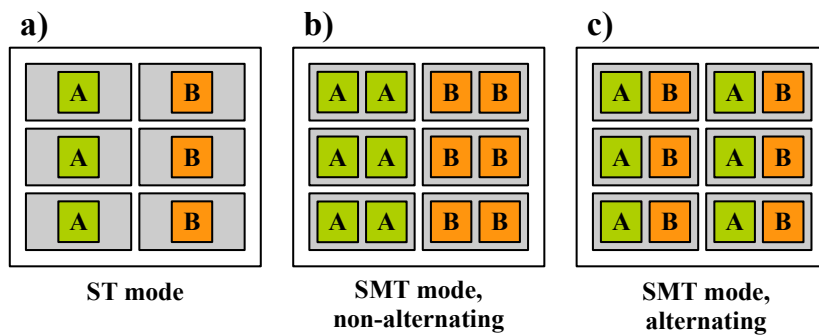 a) b) c)
A B A A B B A B A B
A B A A B B A B A B
A B A A B B A B A B
ST mode SMT mode, SMT mode,
non-alternating alternating